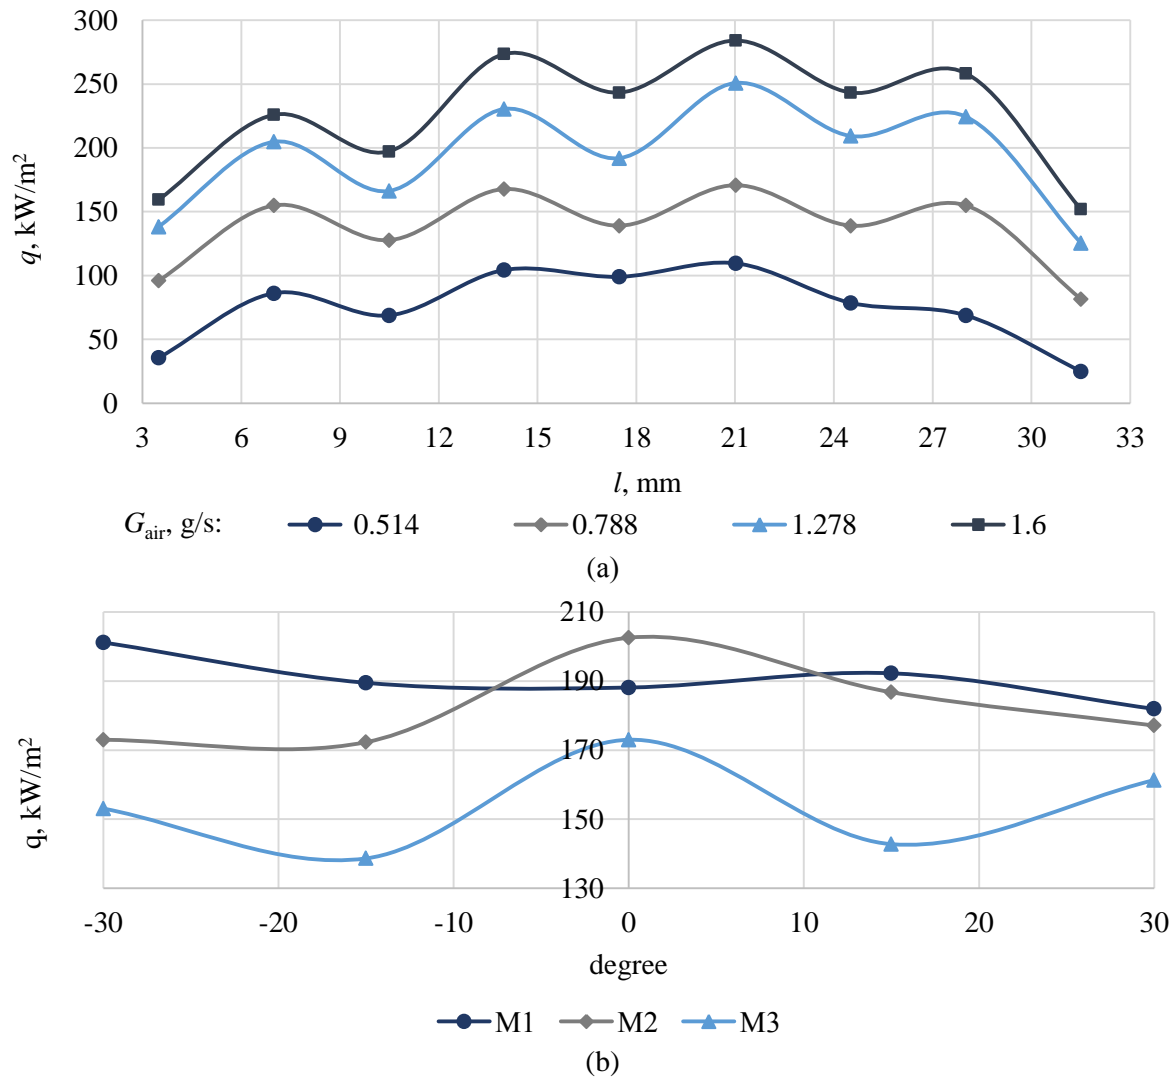 300
250
200
150
100
50
0
q, kW/m²
3 6 9 12 15 18 21 24 27 30 33
l, mm
Gair, g/s: 0.514 0.788 1.278 1.6
(a)
210
190
170
150
130
q, kW/m²
-30 -20 -10 0 10 20 30
degree
M1 M2 M3
(b)